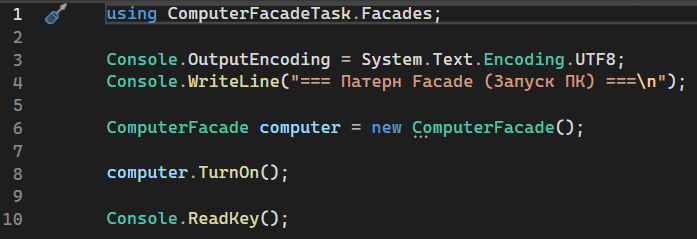 1 using ComputerFacadeTask.Facades;
2
3 Console.OutputEncoding = System.Text.Encoding.UTF8;
4 Console.WriteLine("=== Патерн Facade (Запуск ПК) ===\n");
5
6 ComputerFacade computer = new ComputerFacade();
7
8 computer.TurnOn();
9
10 Console.ReadKey();